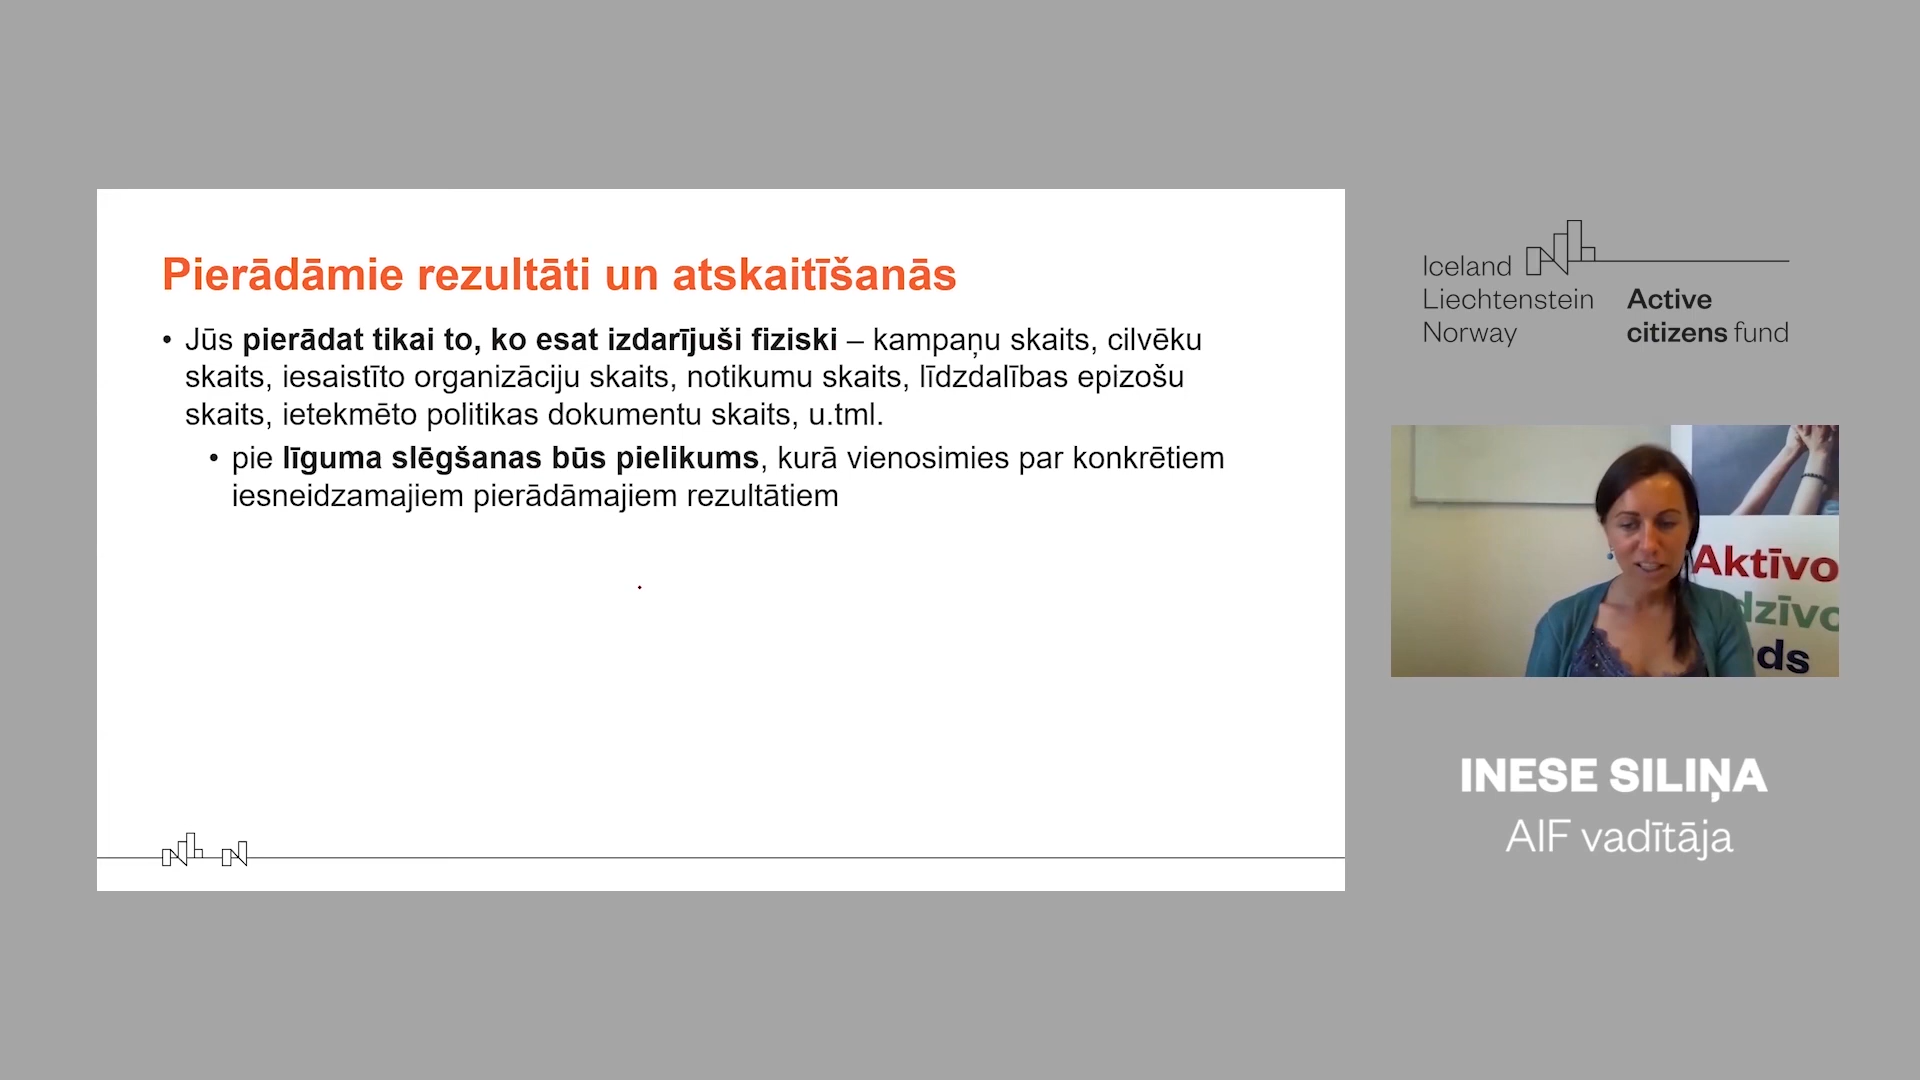 Pierādāmie rezultāti un atskaitīšanās
• Jūs pierādat tikai to, ko esat izdarījuši fiziski – kampaņu skaits, cilvēku
skaits, iesaistīto organizāciju skaits, notikumu skaits, līdzdalības epizošu
skaits, ietekmēto politikas dokumentu skaits, u.tml.
• pie līguma slēgšanas būs pielikums, kurā vienosimies par konkrētiem
iesneidzamajiem pierādāmajiem rezultātiem
Iceland
Liechtenstein
Norway
Active
citizens fund
Aktīvo
dzīvo
ds
INESE SILIŅA
AIF vadītāja